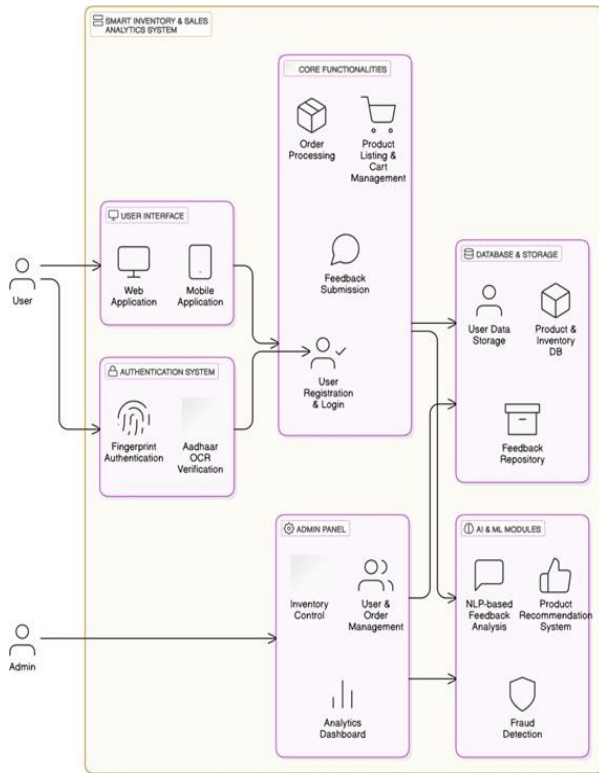 SMART INVENTORY & SALES
ANALYTICS SYSTEM
CORE FUNCTIONALITIES
Order
Processing
Product
Listing &
Cart
Management
Feedback
Submission
User
Registration
& Login
USER INTERFACE
Web
Application
Mobile
Application
User
AUTHENTICATION SYSTEM
Fingerprint
Authentication
Aadhaar
OCR
Verification
DATABASE & STORAGE
User Data
Storage
Product &
Inventory
DB
Feedback
Repository
ADMIN PANEL
Inventory
Control
User &
Order
Management
Analytics
Dashboard
Admin
AI & ML MODULES
NLP-based
Feedback
Analysis
Product
Recommendation
System
Fraud
Detection